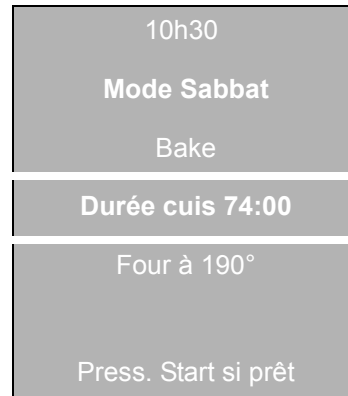 10h30
Mode Sabbat
Bake
Durée cuis 74:00
Four à 190°
Press. Start si prêt